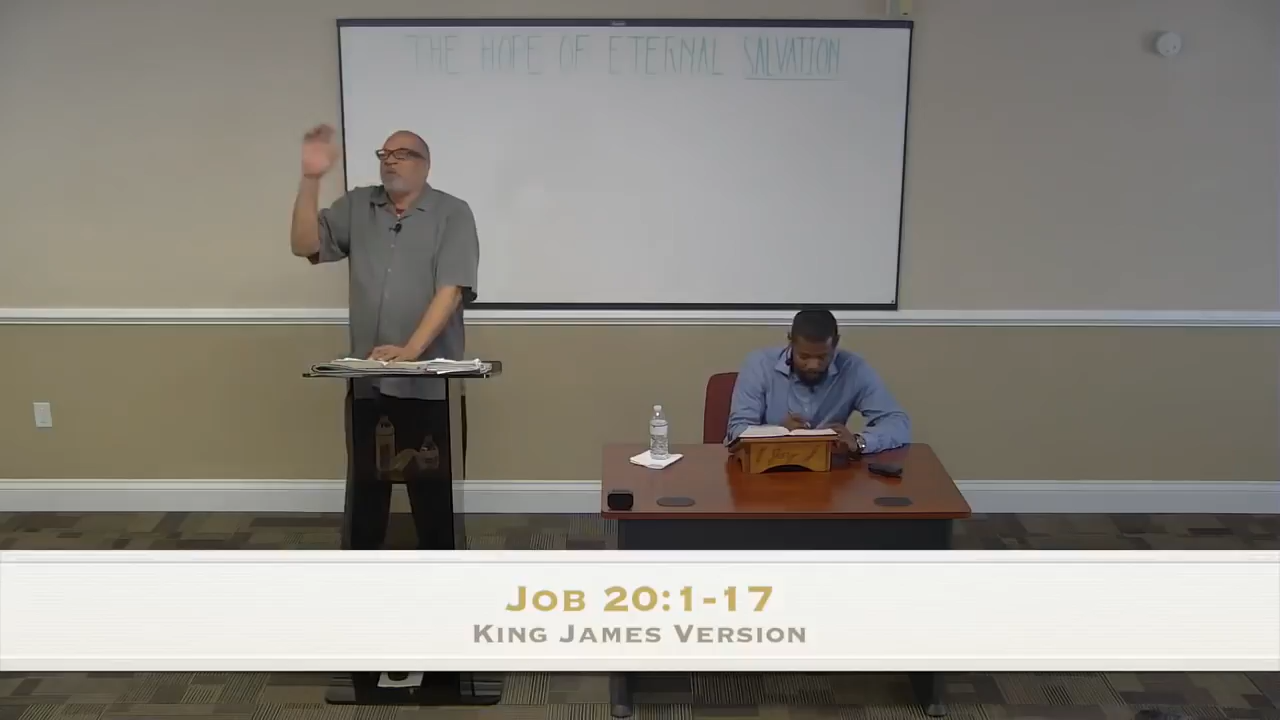 THE HOPE OF ETERNAL SALVATION
Job 20:1-17
King James Version